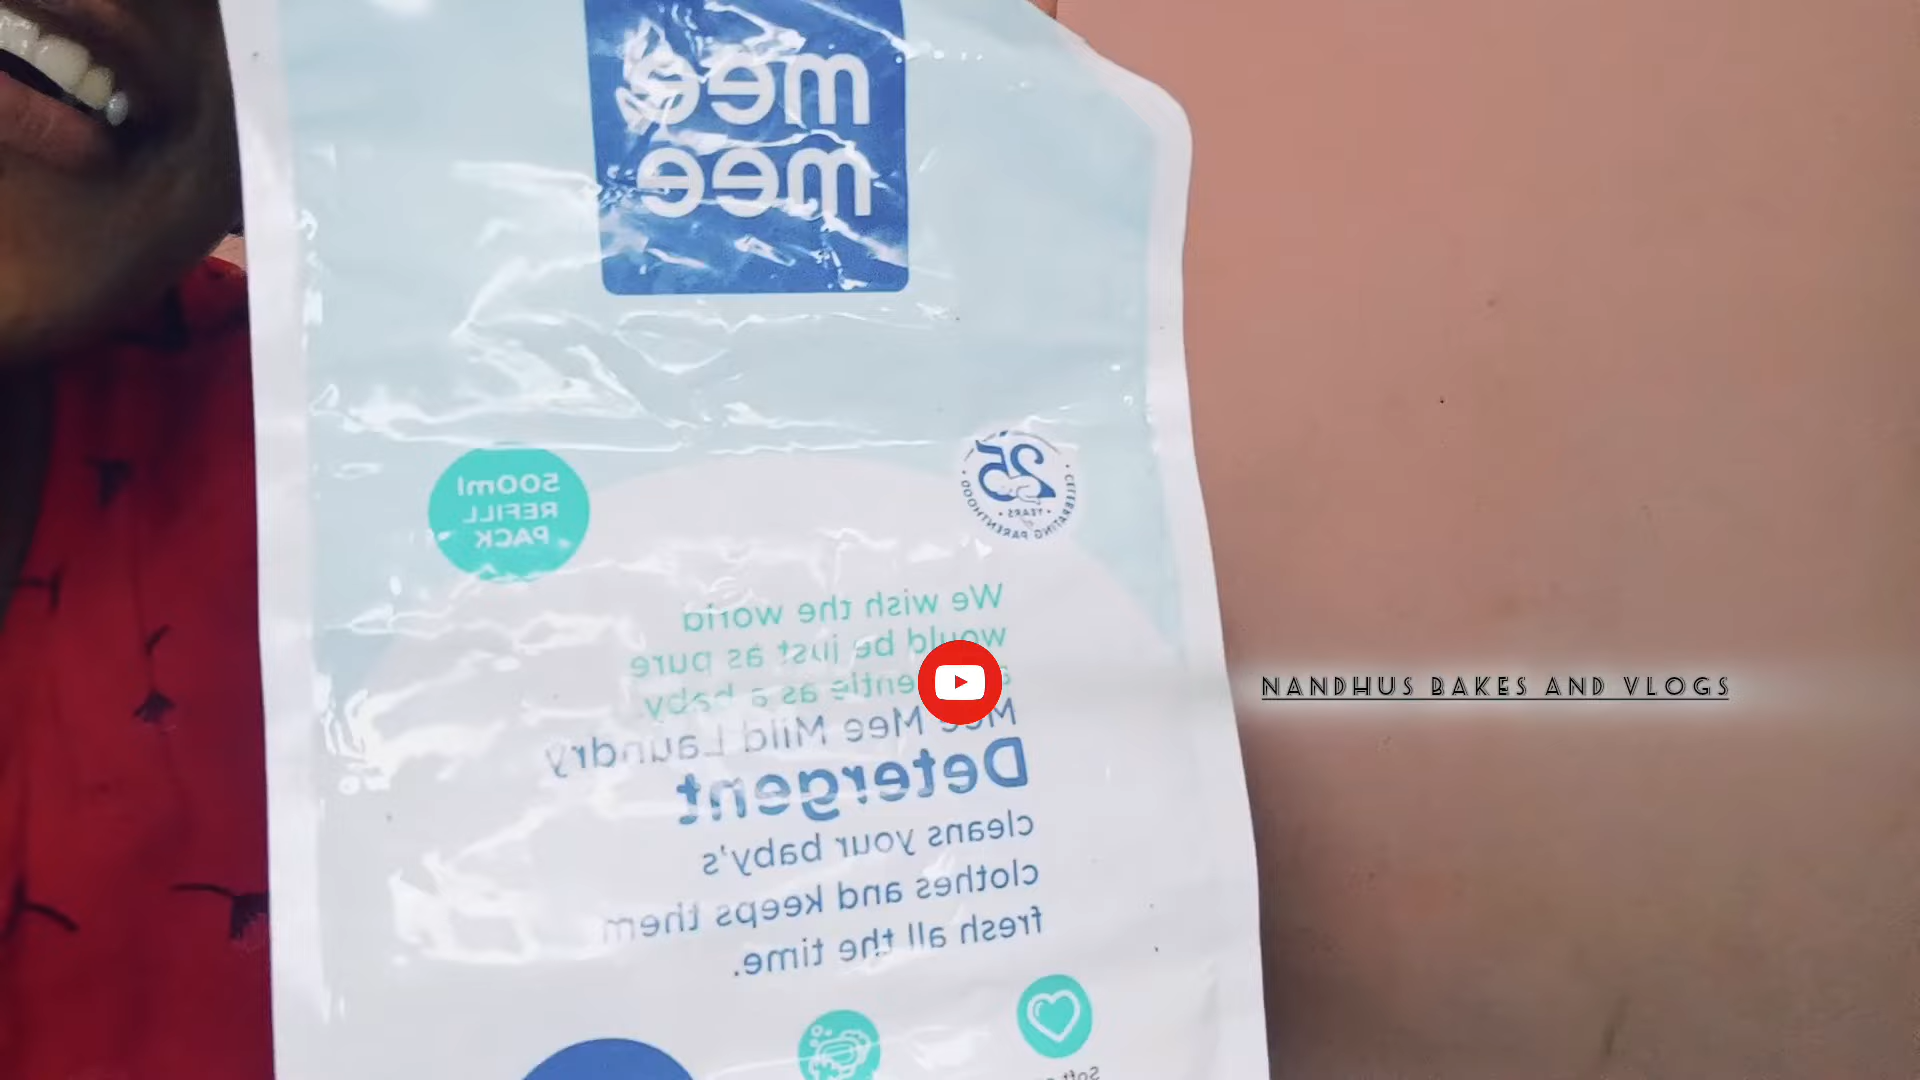 mee
mee
25
YEARS
CELEBRATING PARENTHOOD
500ml
REFILL
PACK
We wish the world
would be just as pure
gentle as a baby.
Mee Mee Mild Laundry
Detergent
cleans your baby's
clothes and keeps them
fresh all the time.
Soft
NANDHUS BAKES AND VLOGS